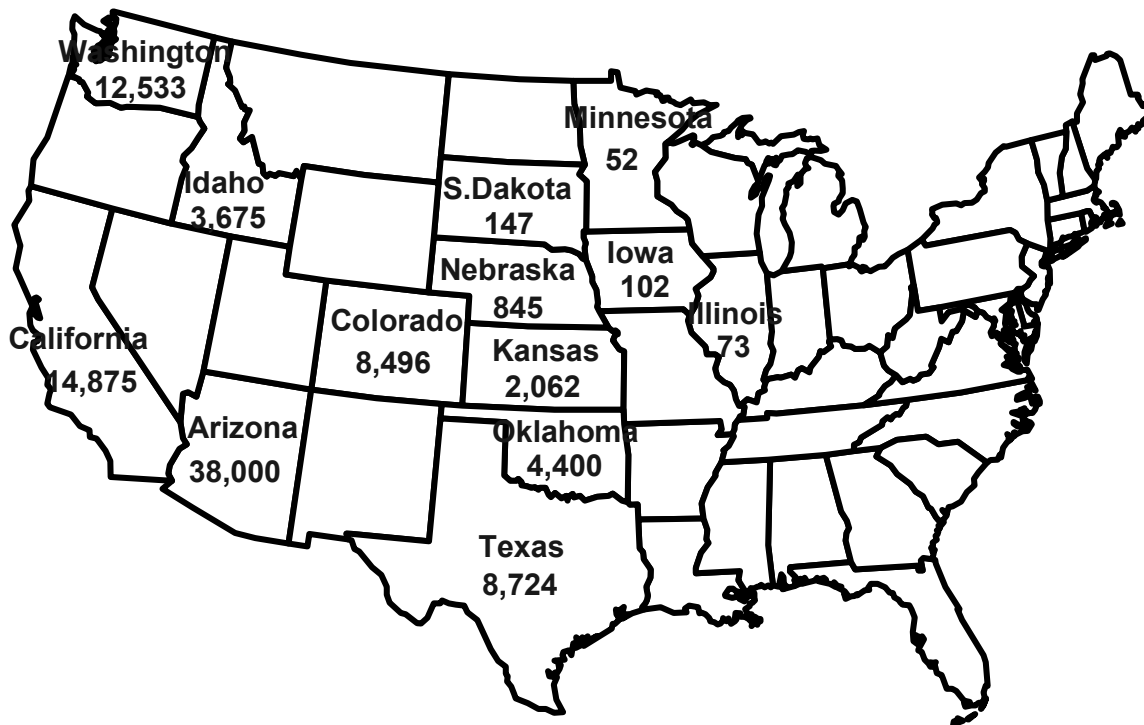 Washington
12,533
Minnesota
52
Idaho
3,675
S.Dakota
147
Iowa
102
Nebraska
845
Illinois
73
Colorado
8,496
California
14,875
Kansas
2,062
Arizona
38,000
Oklahoma
4,400
Texas
8,724